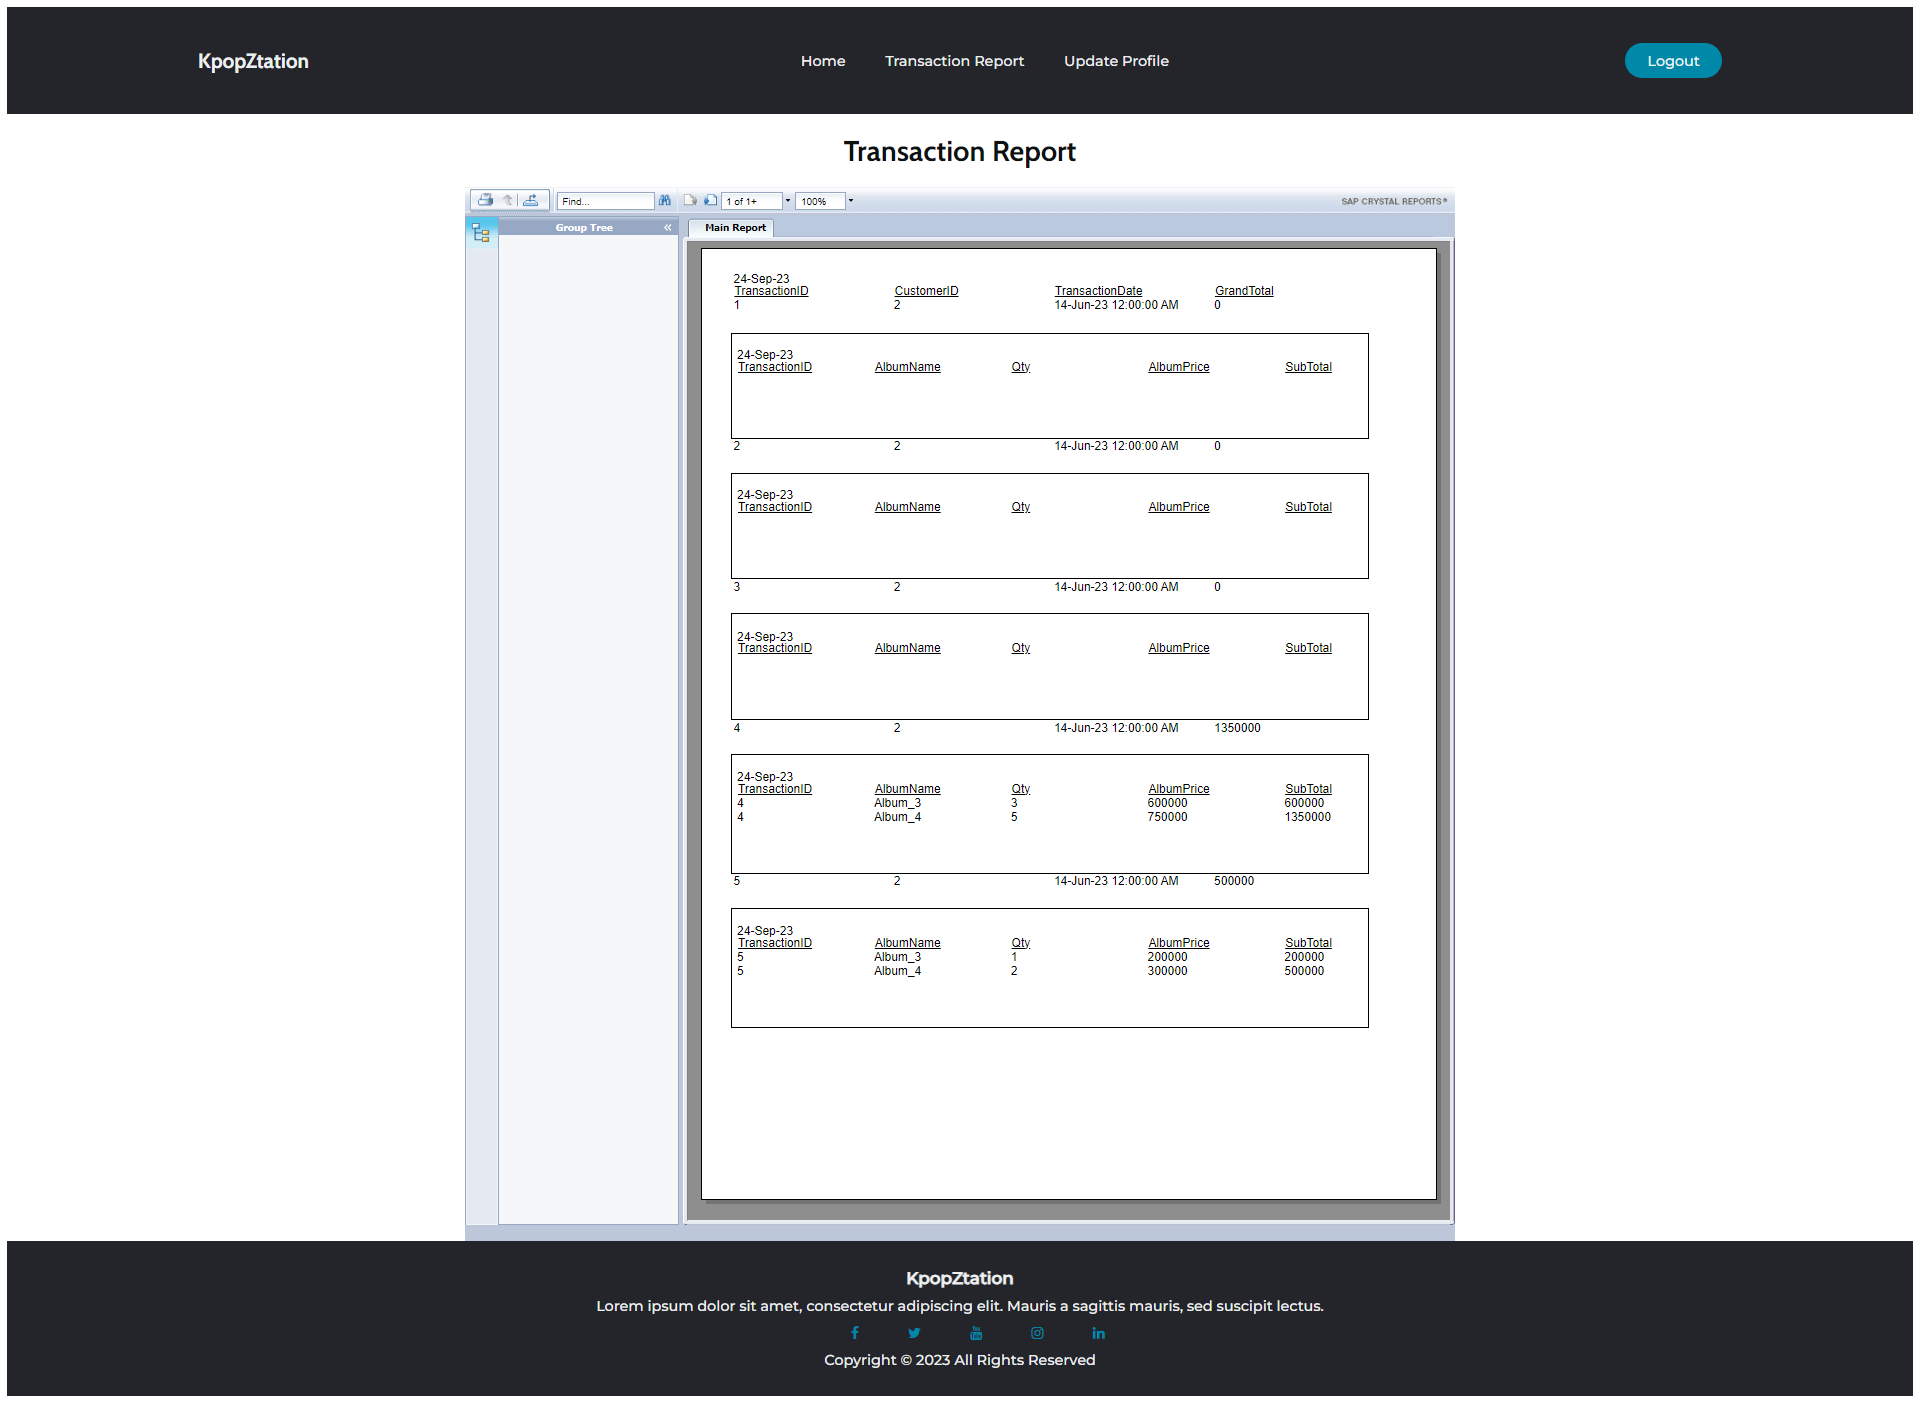 KpopZtation Home Transaction Report Update Profile Logout
Transaction Report
Find... 1 of 1+ 100% SAP CRYSTAL REPORTS®
Group Tree «
Main Report
24-Sep-23
TransactionID CustomerID TransactionDate GrandTotal
1 2 14-Jun-23 12:00:00 AM 0
24-Sep-23
TransactionID AlbumName Qty AlbumPrice SubTotal
2 2 14-Jun-23 12:00:00 AM 0
24-Sep-23
TransactionID AlbumName Qty AlbumPrice SubTotal
3 2 14-Jun-23 12:00:00 AM 0
24-Sep-23
TransactionID AlbumName Qty AlbumPrice SubTotal
4 2 14-Jun-23 12:00:00 AM 1350000
24-Sep-23
TransactionID AlbumName Qty AlbumPrice SubTotal
4 Album_3 3 600000 600000
4 Album_4 5 750000 1350000
5 2 14-Jun-23 12:00:00 AM 500000
24-Sep-23
TransactionID AlbumName Qty AlbumPrice SubTotal
5 Album_3 1 200000 200000
5 Album_4 2 300000 500000
KpopZtation
Lorem ipsum dolor sit amet, consectetur adipiscing elit. Mauris a sagittis mauris, sed suscipit lectus.
Copyright © 2023 All Rights Reserved